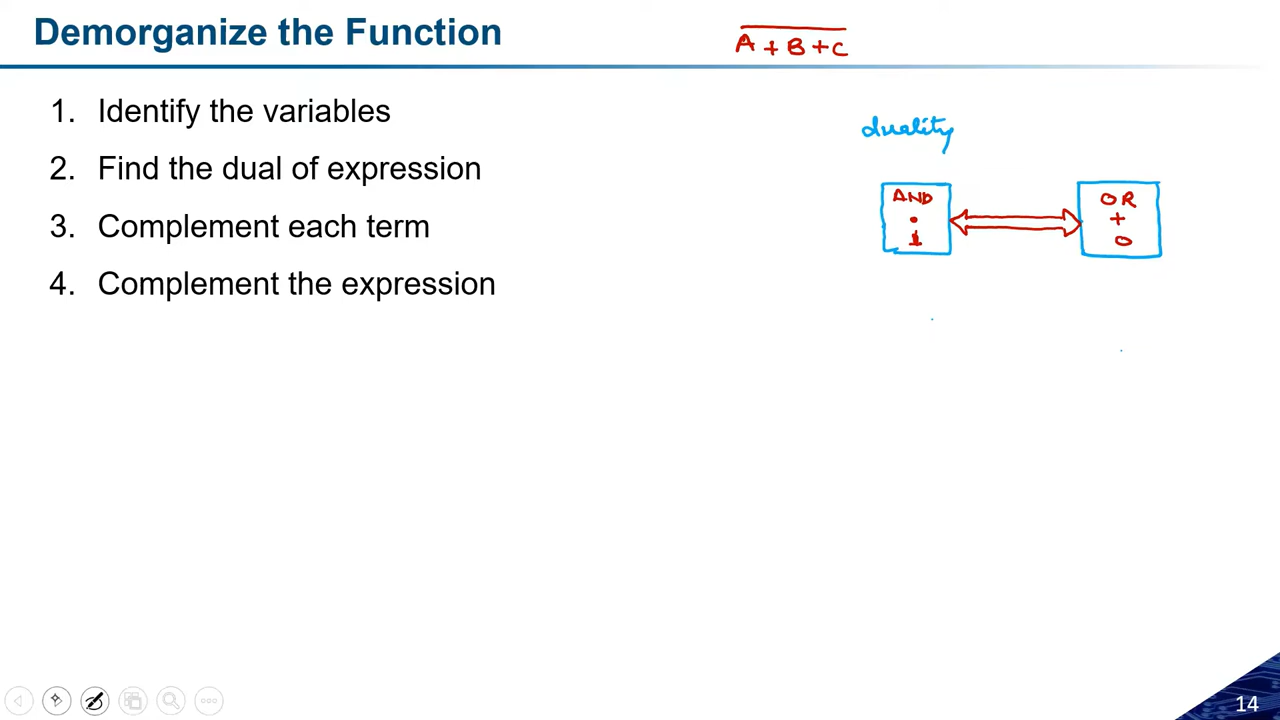 Demorganize the Function
A + B + C
1. Identify the variables
duality
2. Find the dual of expression
3. Complement each term
4. Complement the expression
AND
•
1
OR
+
0
14